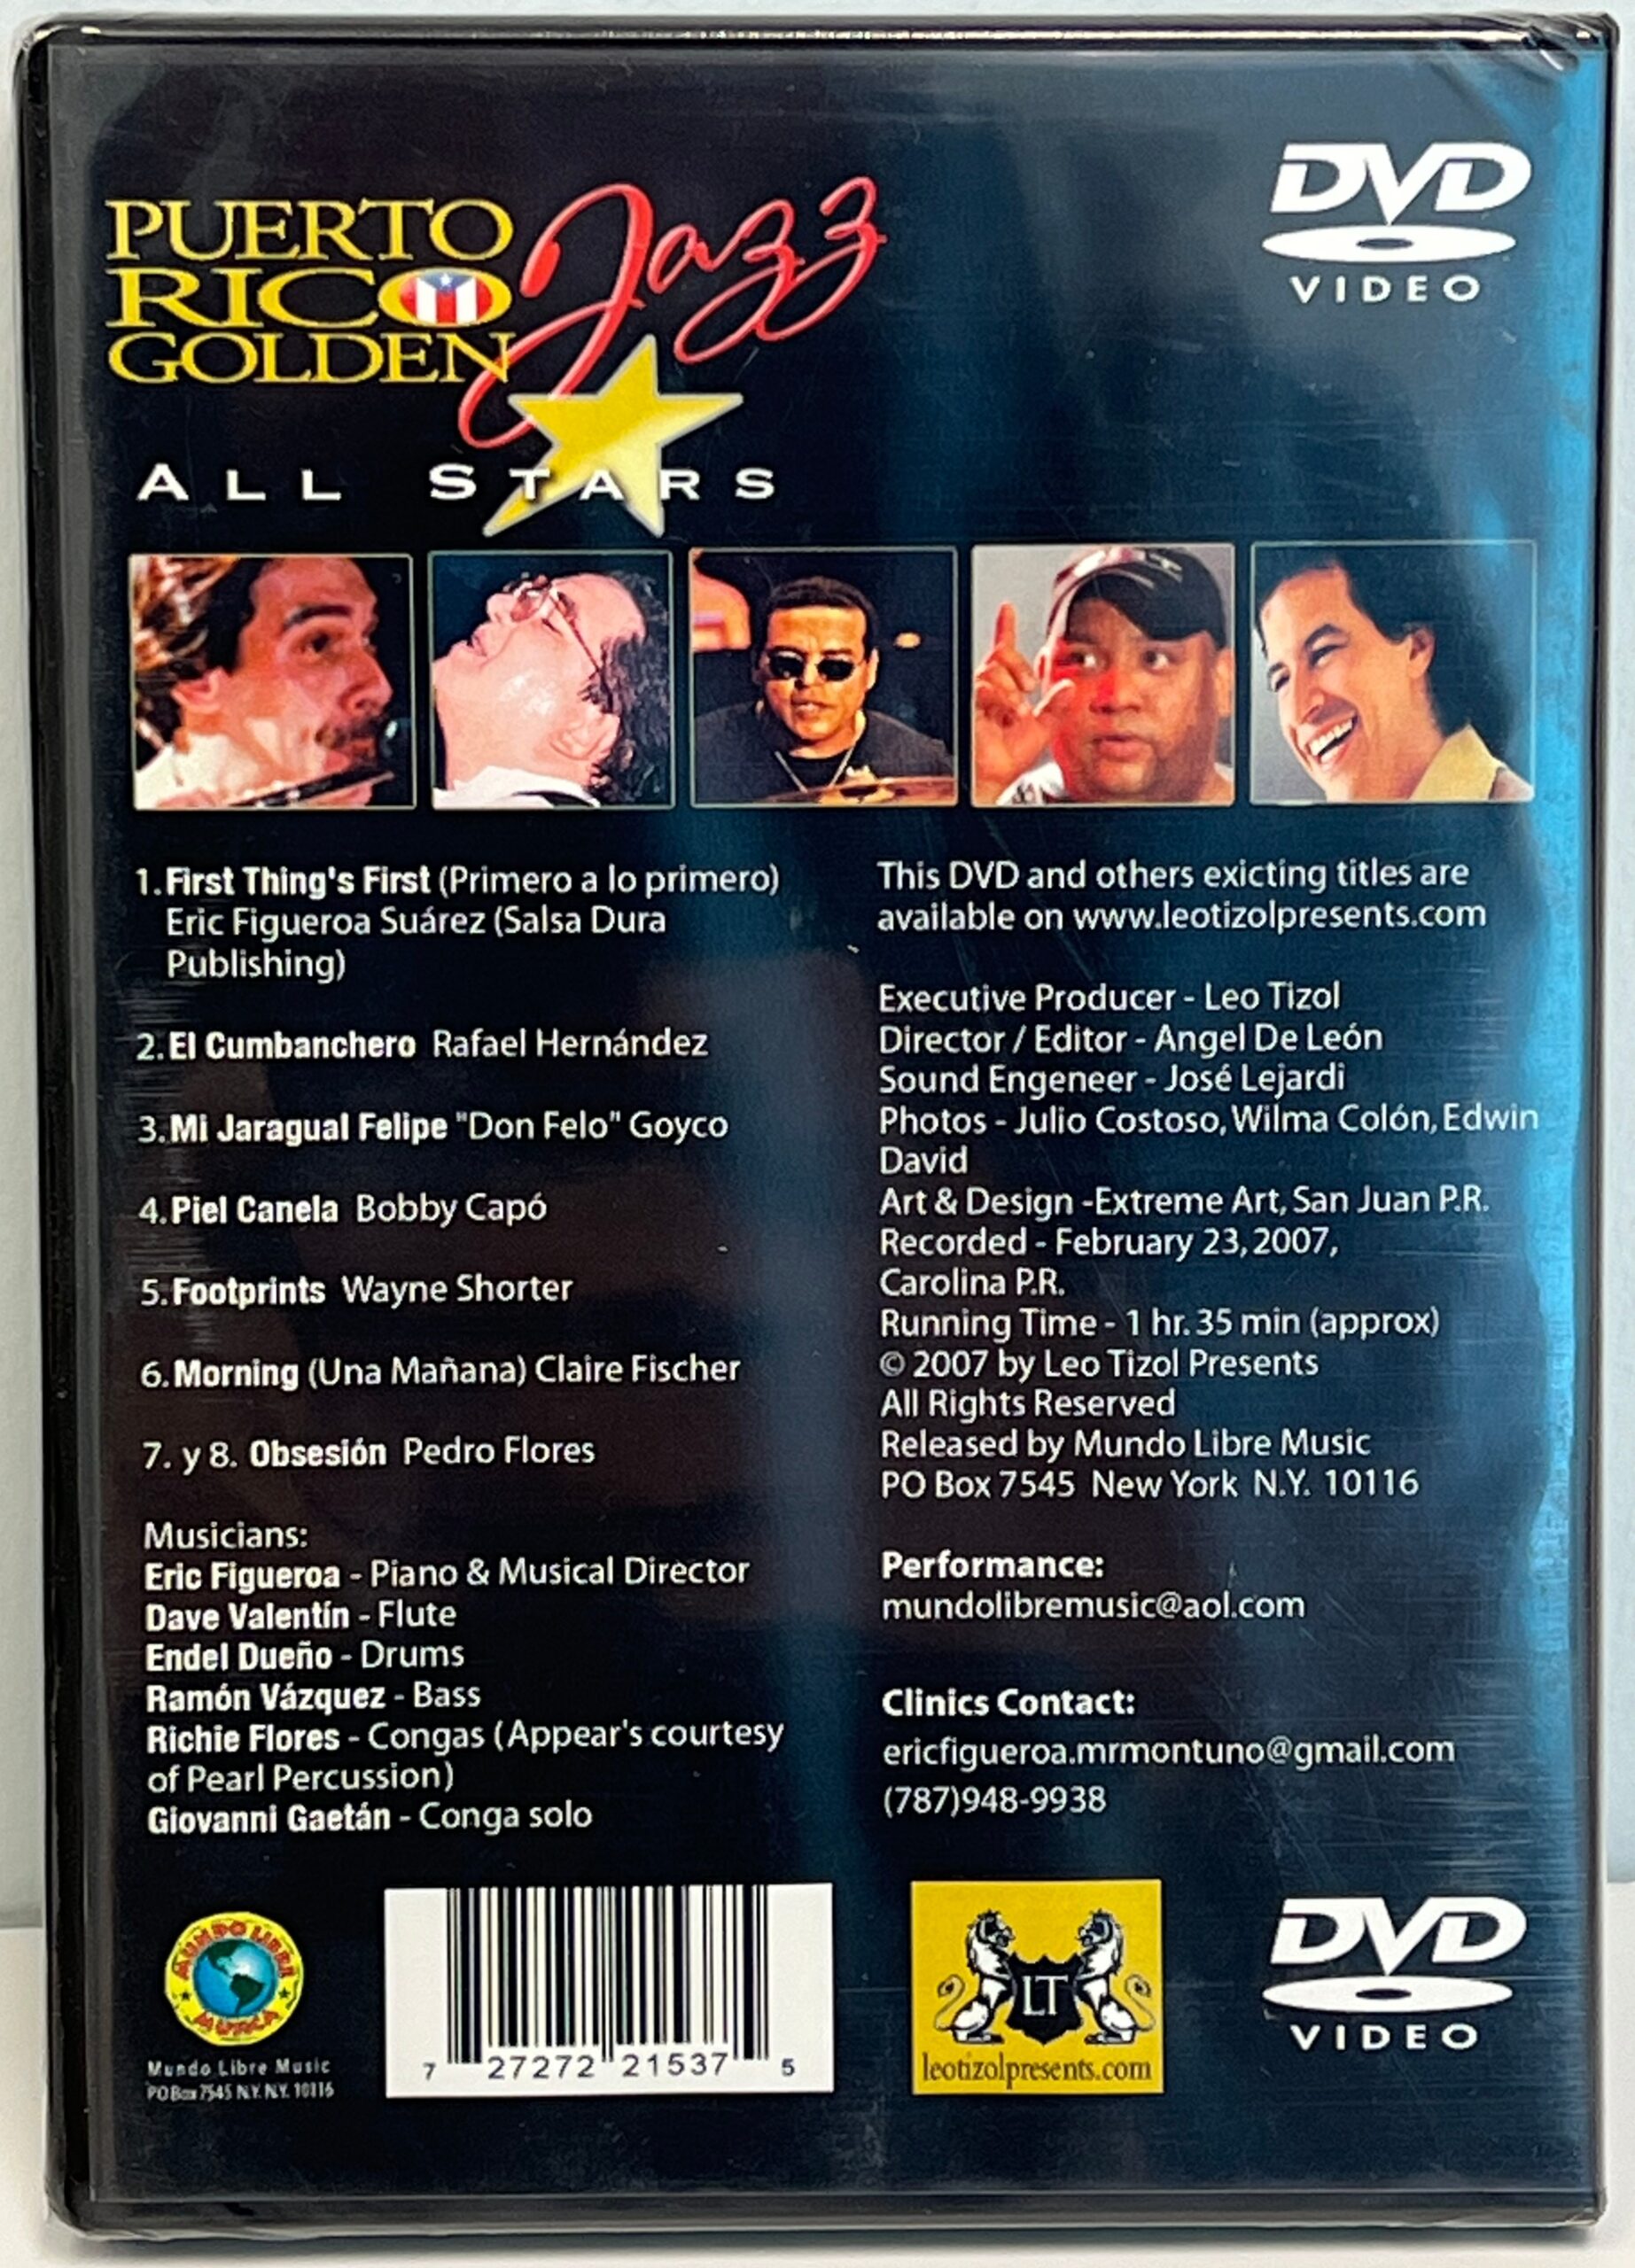 PUERTO
RICO
GOLDEN
Jazz
ALL STARS
DVD
VIDEO
1. First Thing's First (Primero a lo primero)
Eric Figueroa Suárez (Salsa Dura
Publishing)
2. El Cumbanchero Rafael Hernández
3. Mi Jaragual Felipe "Don Felo" Goyco
4. Piel Canela Bobby Capó
5. Footprints Wayne Shorter
6. Morning (Una Mañana) Claire Fischer
7. y 8. Obsesión Pedro Flores
Musicians:
Eric Figueroa - Piano & Musical Director
Dave Valentín - Flute
Endel Dueño - Drums
Ramón Vázquez - Bass
Richie Flores - Congas (Appear's courtesy
of Pearl Percussion)
Giovanni Gaetán - Conga solo
This DVD and others exicting titles are
available on www.leotizolpresents.com
Executive Producer - Leo Tizol
Director / Editor - Angel De León
Sound Engeneer - José Lejardi
Photos - Julio Costoso, Wilma Colón, Edwin
David
Art & Design -Extreme Art, San Juan P.R.
Recorded - February 23, 2007,
Carolina P.R.
Running Time - 1 hr. 35 min (approx)
© 2007 by Leo Tizol Presents
All Rights Reserved
Released by Mundo Libre Music
PO Box 7545 New York N.Y. 10116
Performance:
mundolibremusic@aol.com
Clinics Contact:
ericfigueroa.mrmontuno@gmail.com
(787)948-9938
MUNDO LIBRE
MUSICA
Mundo Libre Music
PO Box 7545 N.Y. N.Y. 10116
7 27272 21537 5
LT
leotizolpresents.com
DVD
VIDEO